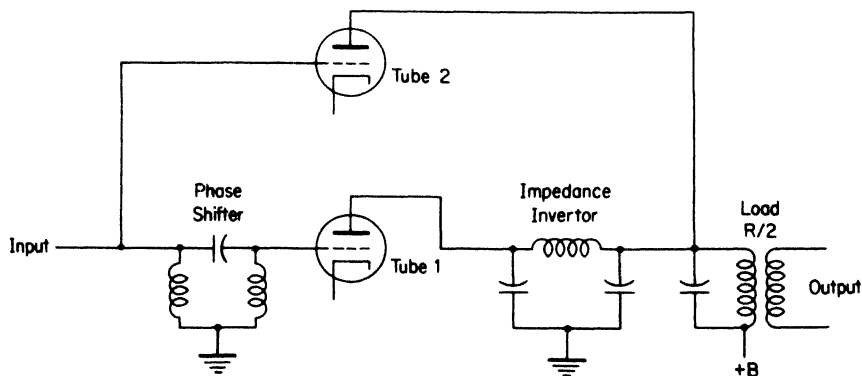 Tube 2
Phase
Shifter
Impedance
Invertor
Load
R/2
Input
Tube 1
Output
+B